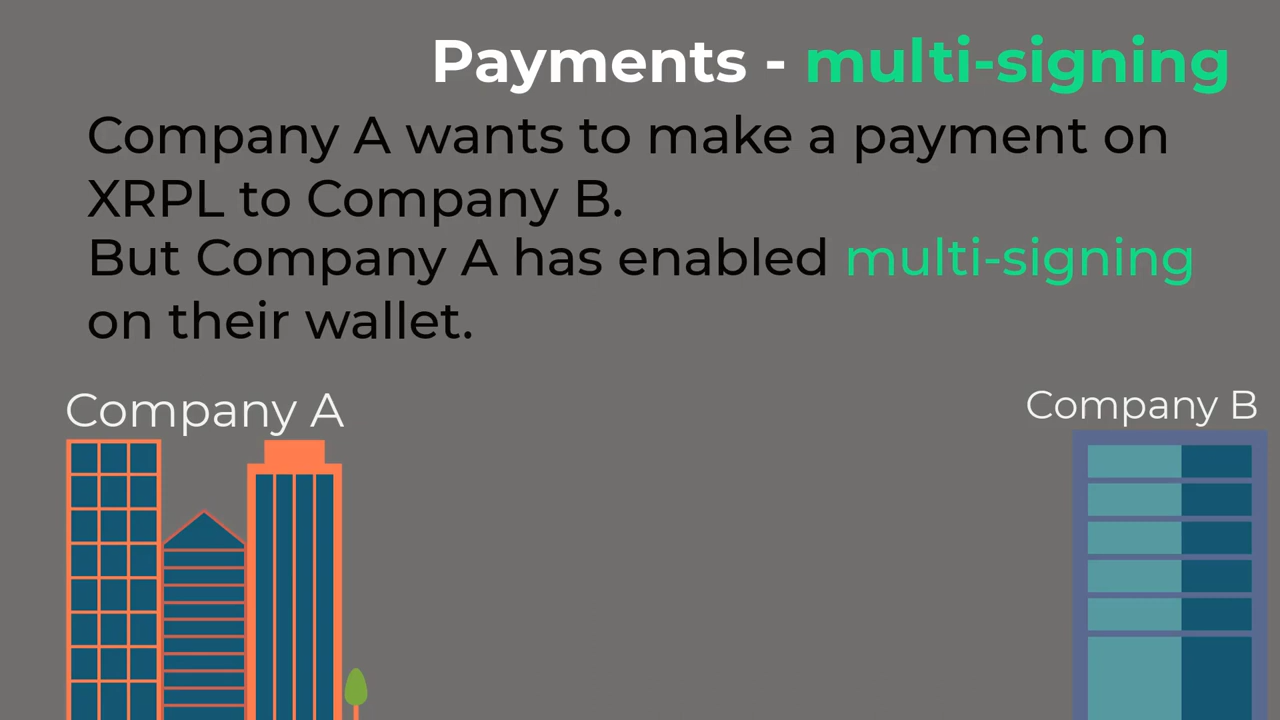 Payments - multi-signing
Company A wants to make a payment on
XRPL to Company B.
But Company A has enabled multi-signing
on their wallet.
Company A
Company B